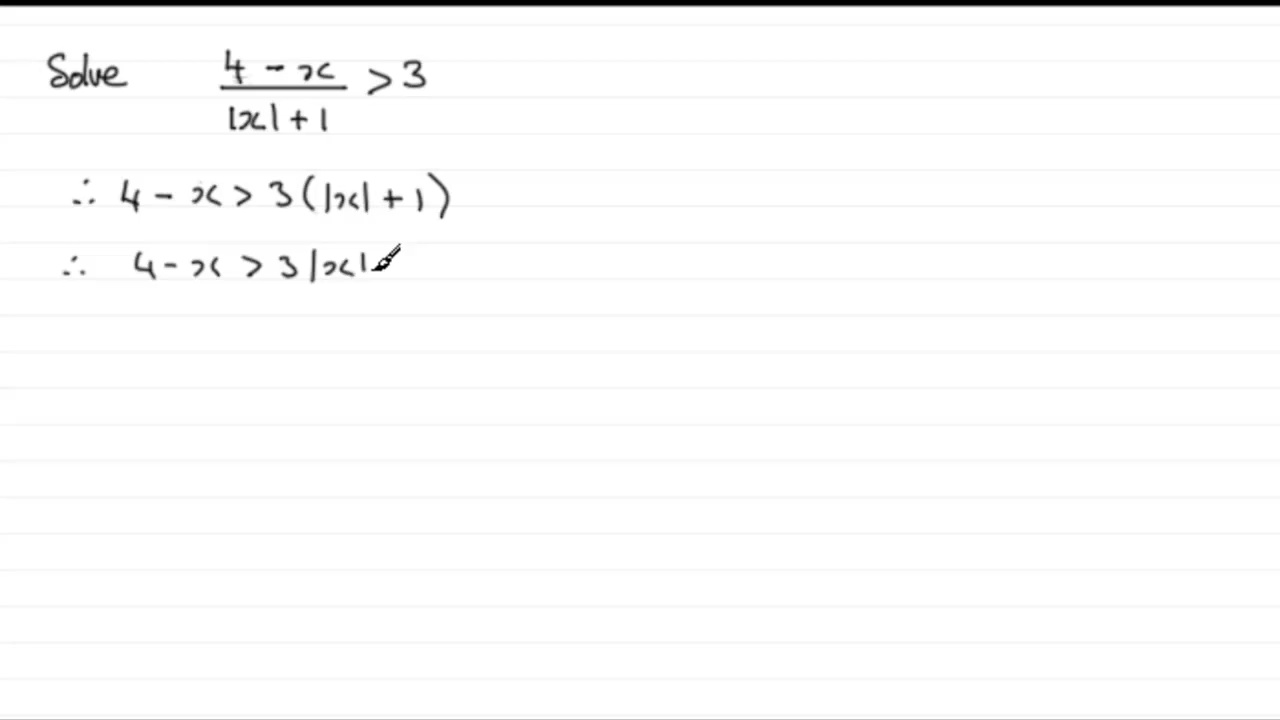 Solve (4 - x)/(|x| + 1) > 3
∴ 4 - x > 3(|x| + 1)
∴ 4 - x > 3|x|